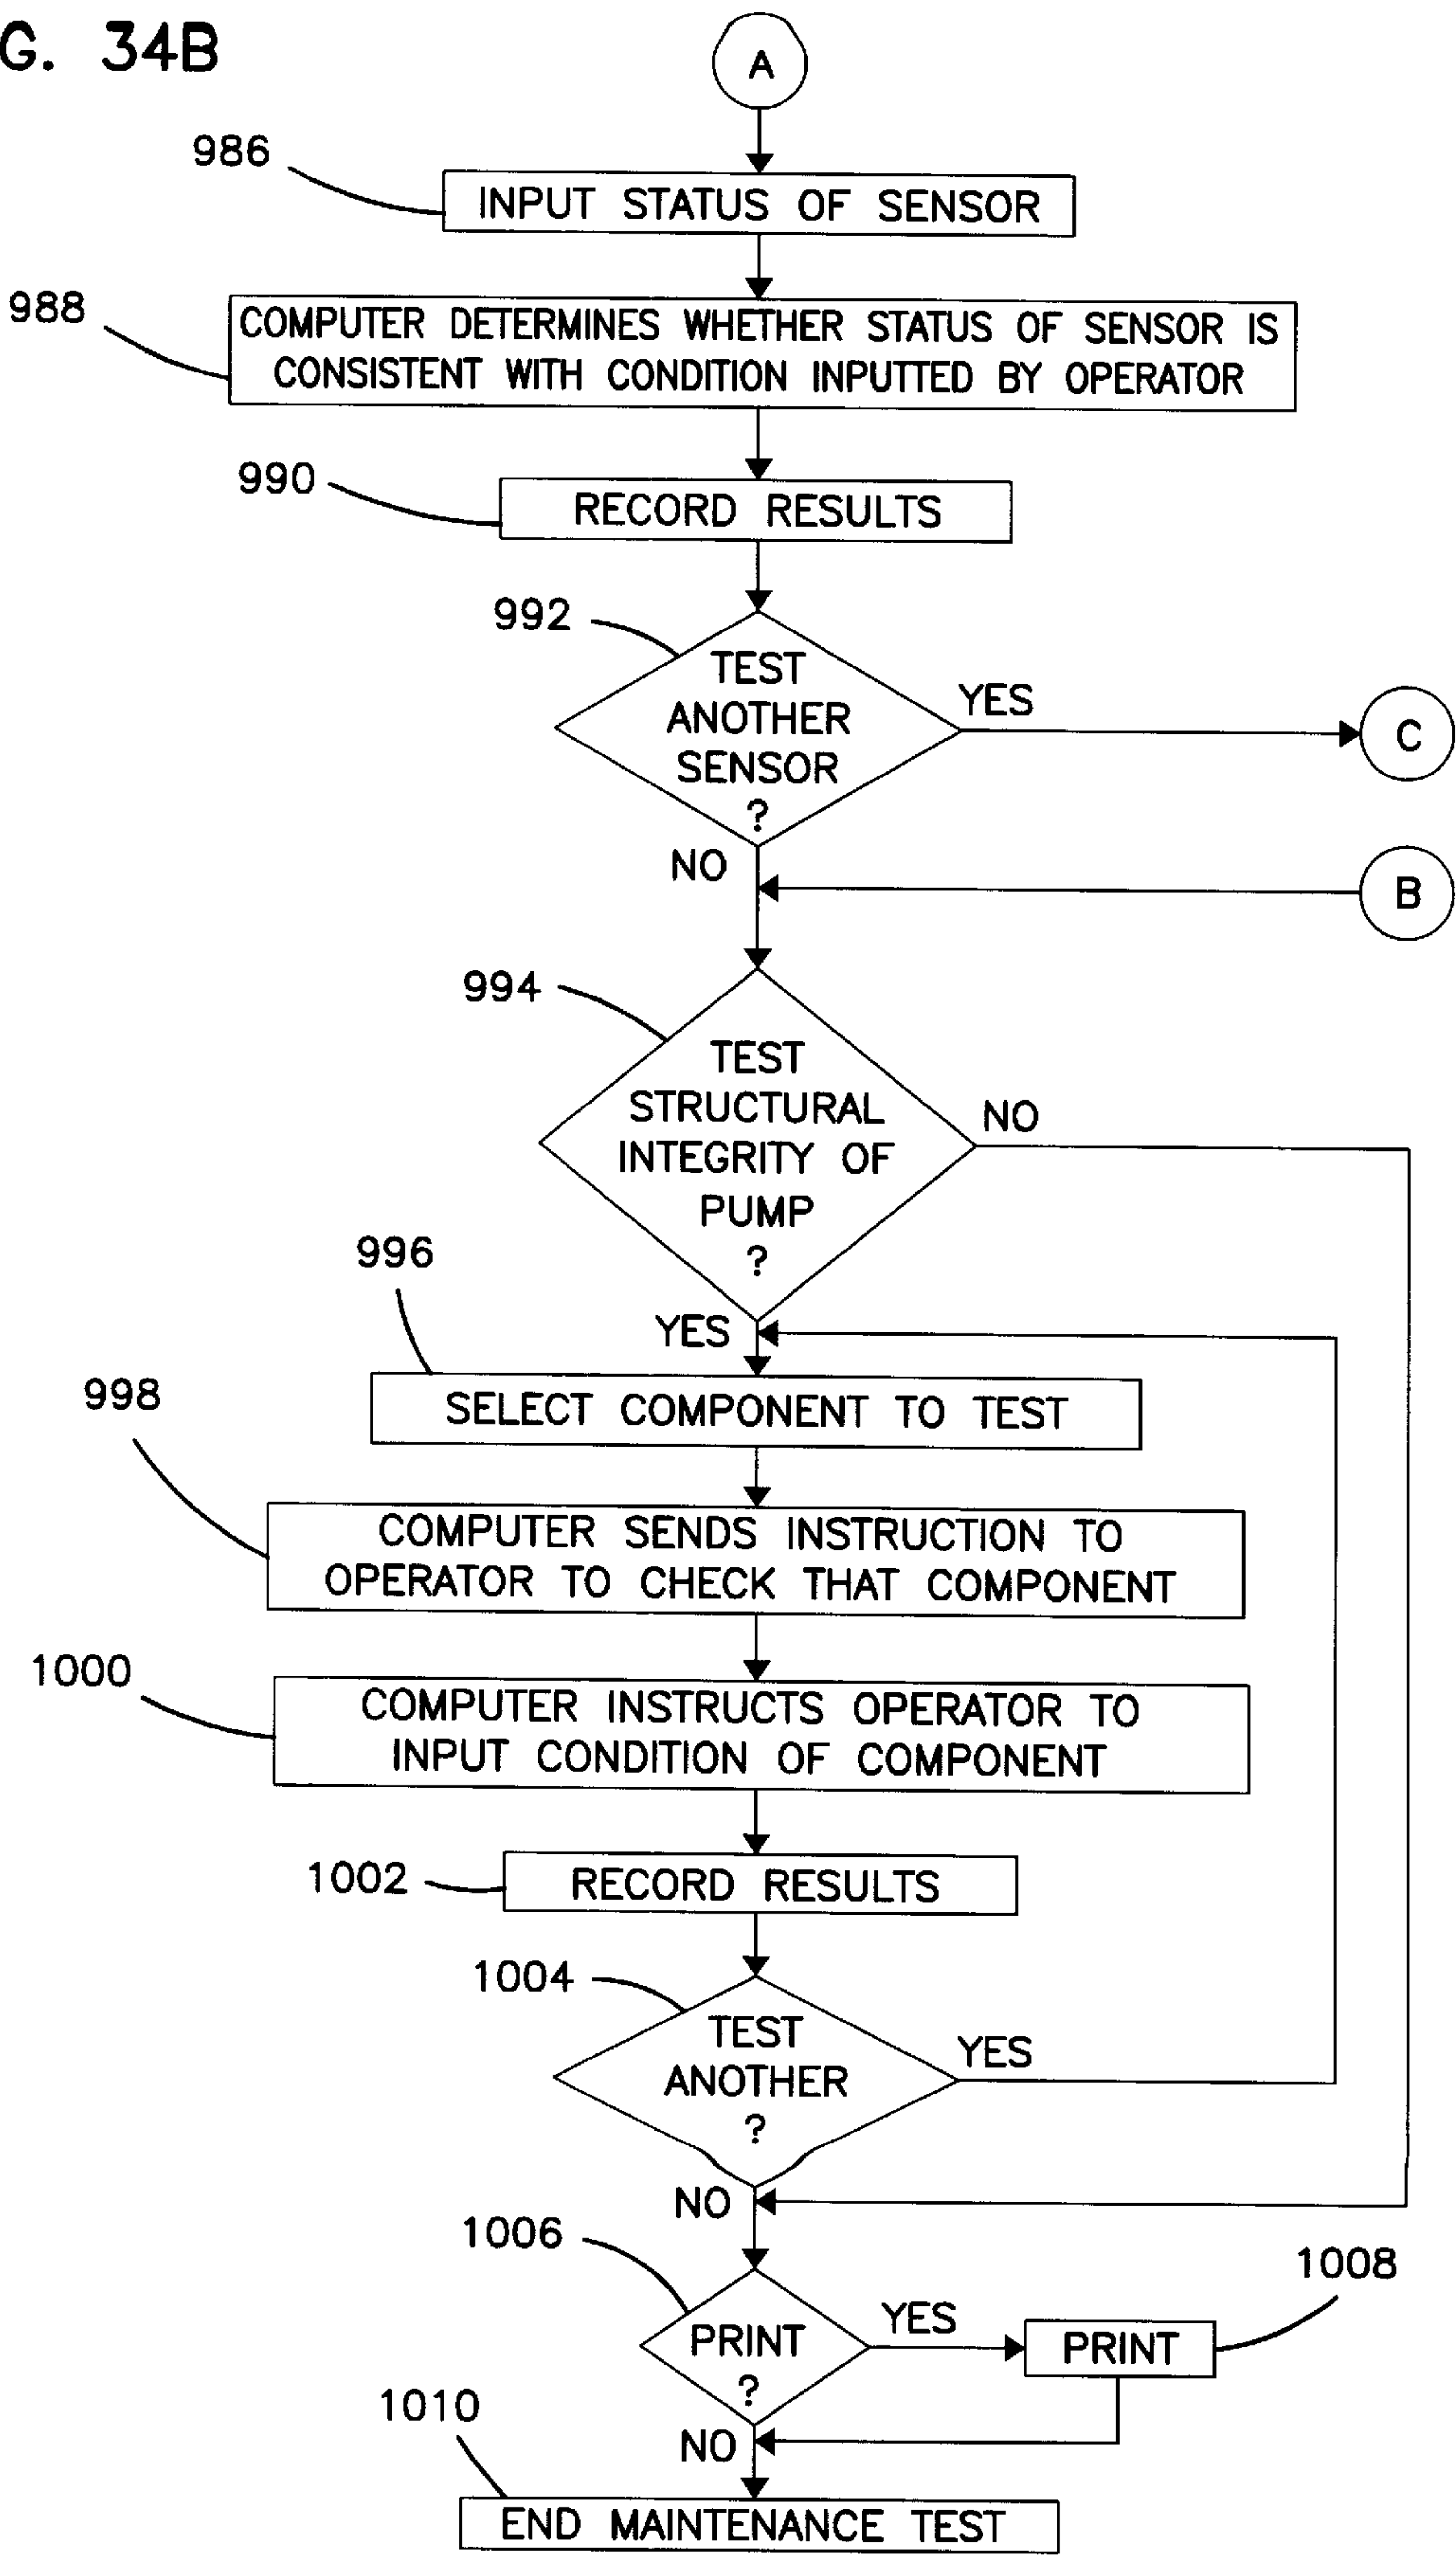 G. 34B
A
986
INPUT STATUS OF SENSOR
988
COMPUTER DETERMINES WHETHER STATUS OF SENSOR IS
CONSISTENT WITH CONDITION INPUTTED BY OPERATOR
990
RECORD RESULTS
992
TEST
ANOTHER
SENSOR
?
YES
C
NO
B
994
TEST
STRUCTURAL
INTEGRITY OF
PUMP
?
NO
YES
996
SELECT COMPONENT TO TEST
998
COMPUTER SENDS INSTRUCTION TO
OPERATOR TO CHECK THAT COMPONENT
1000
COMPUTER INSTRUCTS OPERATOR TO
INPUT CONDITION OF COMPONENT
1002
RECORD RESULTS
1004
TEST
ANOTHER
?
YES
NO
1006
PRINT
?
YES
PRINT
1008
NO
1010
END MAINTENANCE TEST